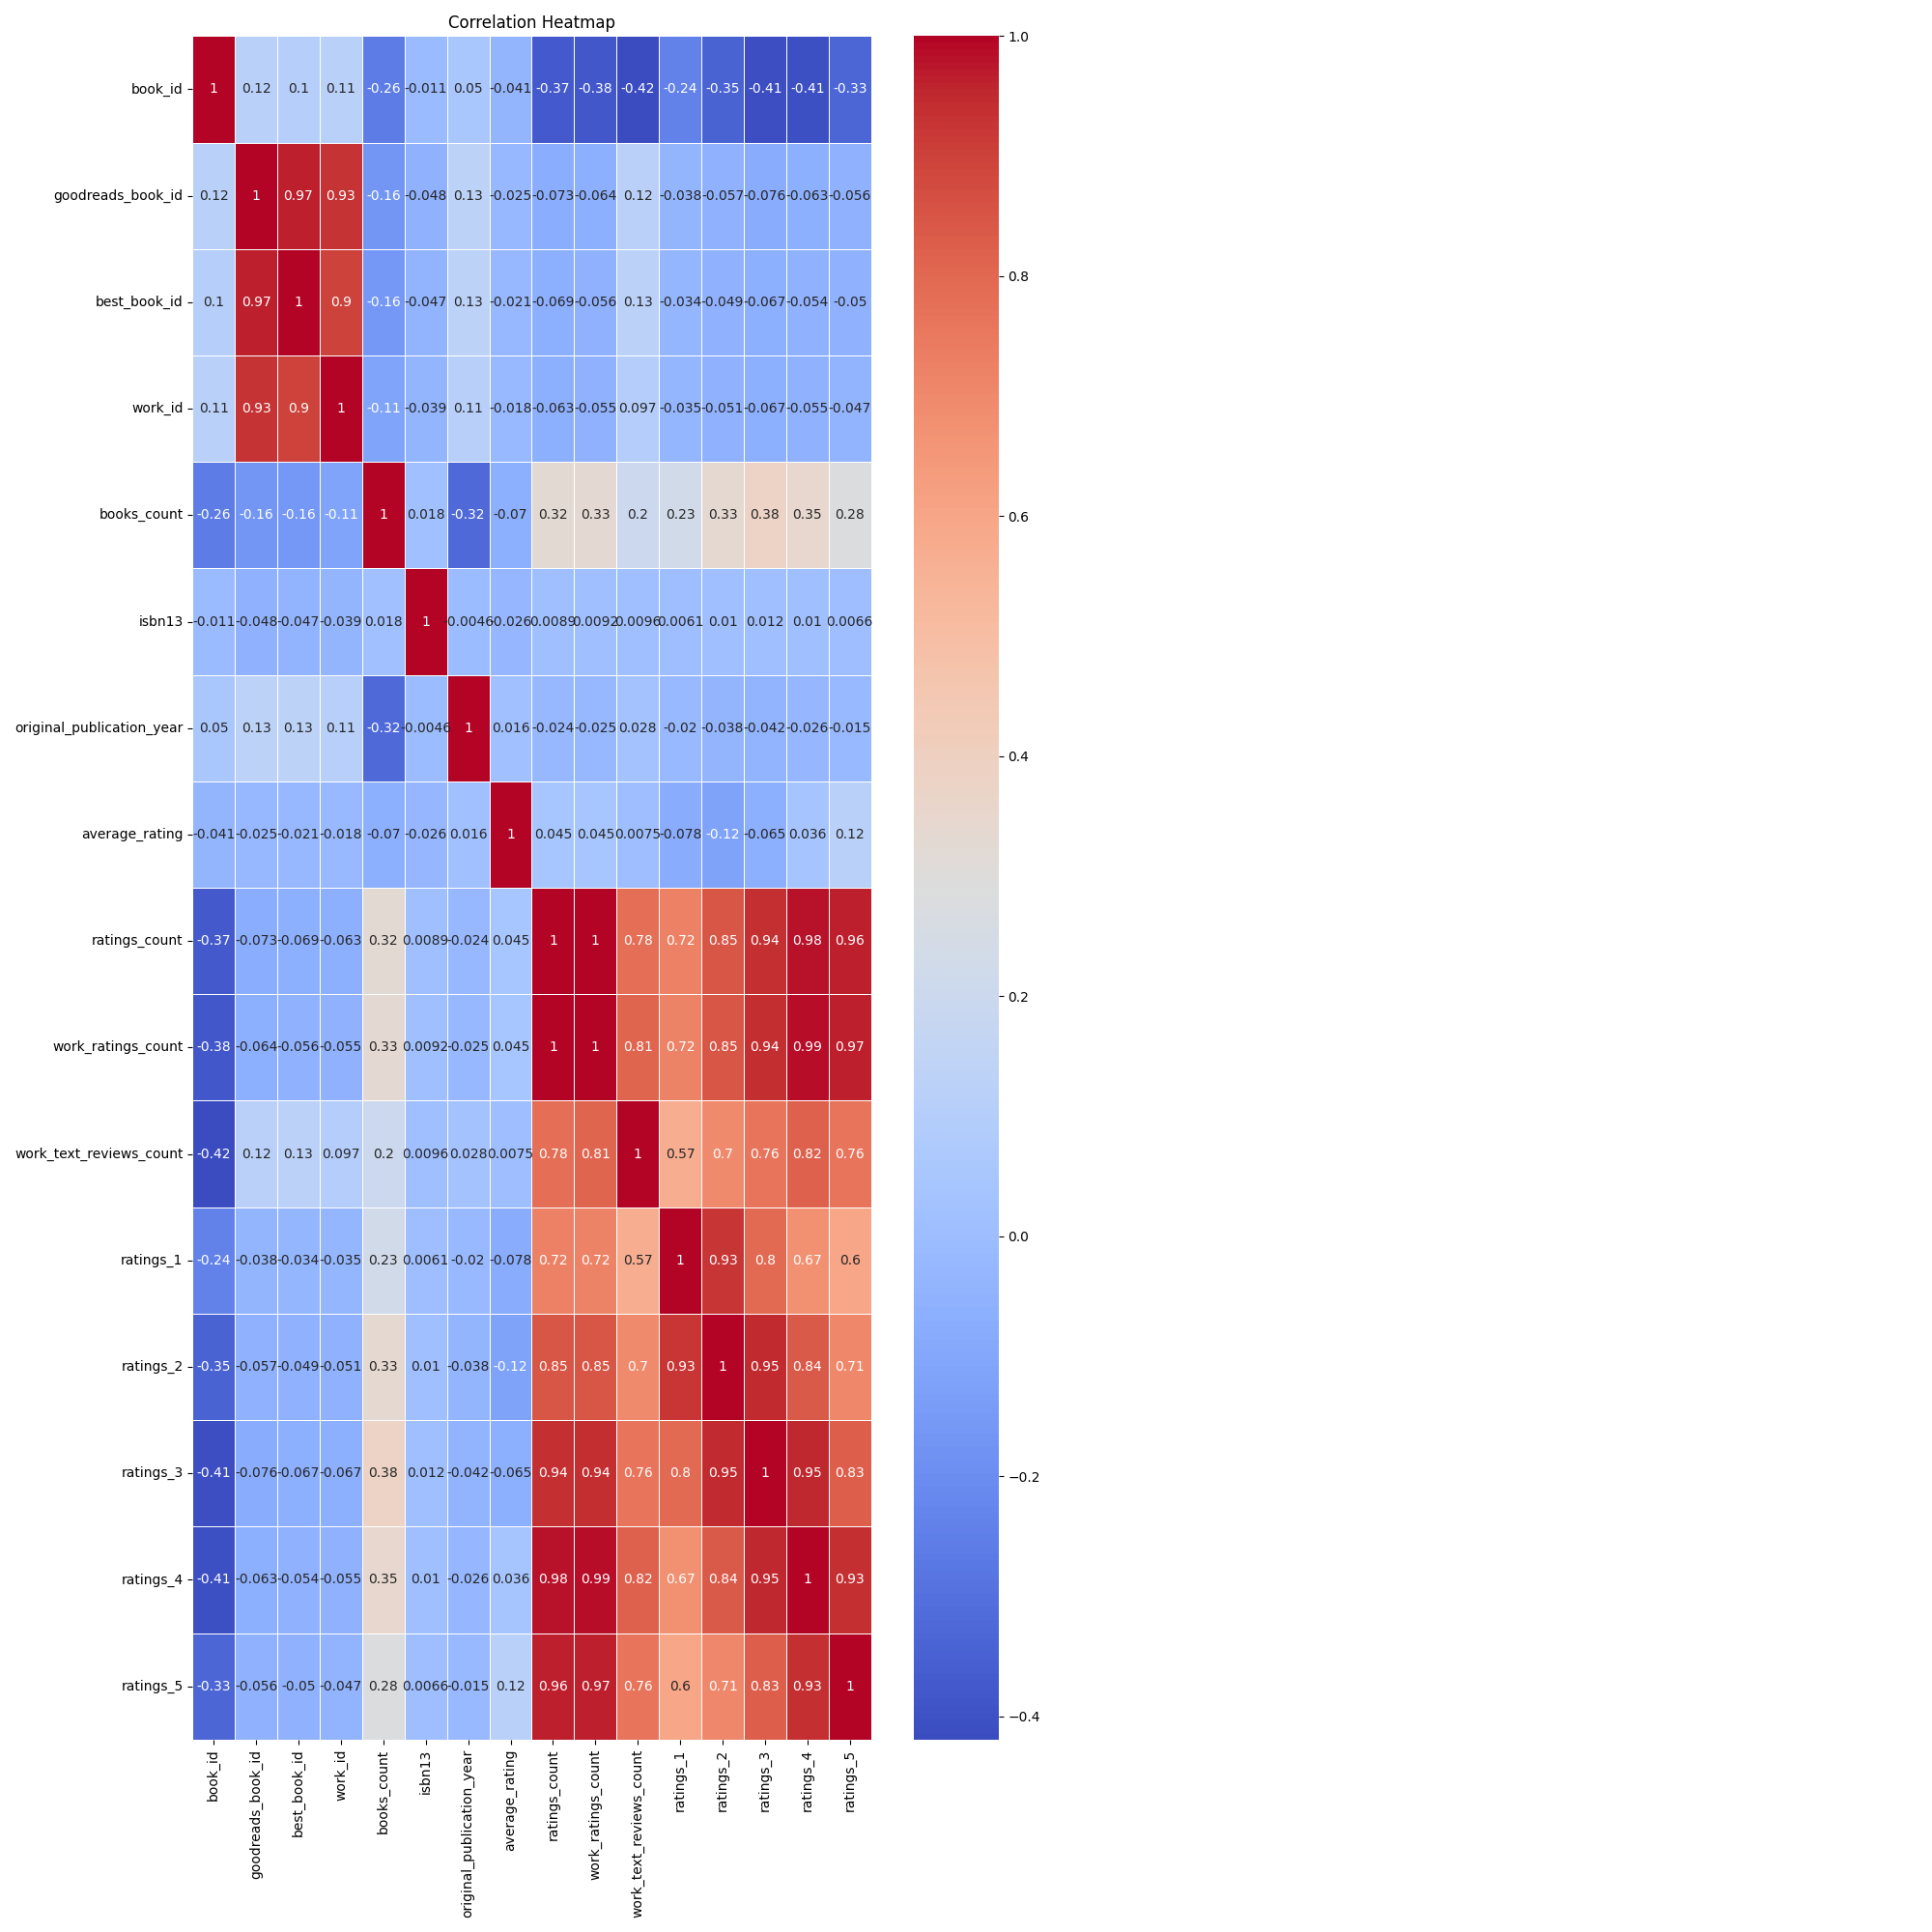 Correlation Heatmap
book_id 1 0.12 0.1 0.11 -0.26 -0.011 0.05 -0.041 -0.37 -0.38 -0.42 -0.24 -0.35 -0.41 -0.41 -0.33
goodreads_book_id 0.12 1 0.97 0.93 -0.16 -0.048 0.13 -0.025 -0.073 -0.064 0.12 -0.038 -0.057 -0.076 -0.063 -0.056
best_book_id 0.1 0.97 1 0.9 -0.16 -0.047 0.13 -0.021 -0.069 -0.056 0.13 -0.034 -0.049 -0.067 -0.054 -0.05
work_id 0.11 0.93 0.9 1 -0.11 -0.039 0.11 -0.018 -0.063 -0.055 0.097 -0.035 -0.051 -0.067 -0.055 -0.047
books_count -0.26 -0.16 -0.16 -0.11 1 0.018 -0.32 -0.07 0.32 0.33 0.2 0.23 0.33 0.38 0.35 0.28
isbn13 -0.011 -0.048 -0.047 -0.039 0.018 1 -0.0046 -0.026 0.0089 0.0092 0.0096 0.0061 0.01 0.012 0.01 0.0066
original_publication_year 0.05 0.13 0.13 0.11 -0.32 -0.0046 1 0.016 -0.024 -0.025 0.028 -0.02 -0.038 -0.042 -0.026 -0.015
average_rating -0.041 -0.025 -0.021 -0.018 -0.07 -0.026 0.016 1 0.045 0.045 0.0075 -0.078 -0.12 -0.065 0.036 0.12
ratings_count -0.37 -0.073 -0.069 -0.063 0.32 0.0089 -0.024 0.045 1 1 0.78 0.72 0.85 0.94 0.98 0.96
work_ratings_count -0.38 -0.064 -0.056 -0.055 0.33 0.0092 -0.025 0.045 1 1 0.81 0.72 0.85 0.94 0.99 0.97
work_text_reviews_count -0.42 0.12 0.13 0.097 0.2 0.0096 0.028 0.0075 0.78 0.81 1 0.57 0.7 0.76 0.82 0.76
ratings_1 -0.24 -0.038 -0.034 -0.035 0.23 0.0061 -0.02 -0.078 0.72 0.72 0.57 1 0.93 0.8 0.67 0.6
ratings_2 -0.35 -0.057 -0.049 -0.051 0.33 0.01 -0.038 -0.12 0.85 0.85 0.7 0.93 1 0.95 0.84 0.71
ratings_3 -0.41 -0.076 -0.067 -0.067 0.38 0.012 -0.042 -0.065 0.94 0.94 0.76 0.8 0.95 1 0.95 0.83
ratings_4 -0.41 -0.063 -0.054 -0.055 0.35 0.01 -0.026 0.036 0.98 0.99 0.82 0.67 0.84 0.95 1 0.93
ratings_5 -0.33 -0.056 -0.05 -0.047 0.28 0.0066 -0.015 0.12 0.96 0.97 0.76 0.6 0.71 0.83 0.93 1
book_id
goodreads_book_id
best_book_id
work_id
books_count
isbn13
original_publication_year
average_rating
ratings_count
work_ratings_count
work_text_reviews_count
ratings_1
ratings_2
ratings_3
ratings_4
ratings_5
1.0
0.8
0.6
0.4
0.2
0.0
−0.2
−0.4